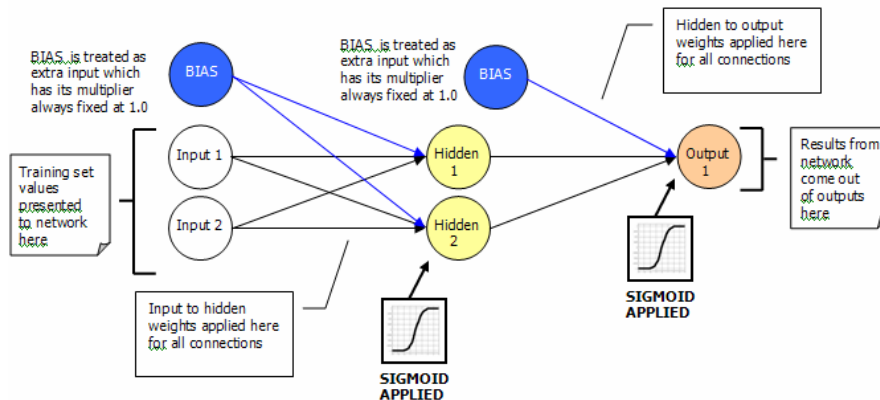 BIAS is treated as
extra input which
has its multiplier
always fixed at 1.0
BIAS
BIAS is treated as
extra input which
has its multiplier
always fixed at 1.0
BIAS
Hidden to output
weights applied here
for all connections
Training set
values
presented
to network
here
Input 1
Input 2
Hidden
1
Hidden
2
Output
1
Results from
network
come out
of outputs
here
Input to hidden
weights applied here
for all connections
SIGMOID
APPLIED
SIGMOID
APPLIED